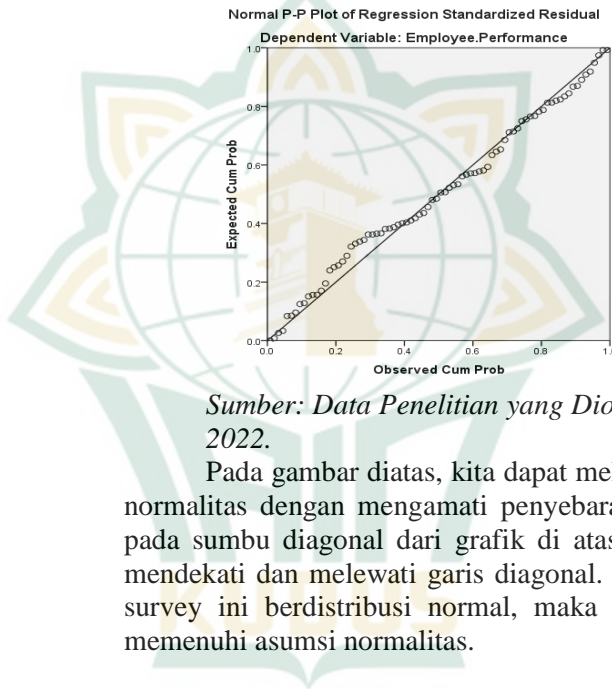 Normal P-P Plot of Regression Standardized Residual
Dependent Variable: Employee.Performance
1.0
0.8
0.6
0.4
0.2
0.0
Expected Cum Prob
0.0 0.2 0.4 0.6 0.8 1.0
Observed Cum Prob
Sumber: Data Penelitian yang
2022.
Pada gambar diatas, kita dapat
normalitas dengan mengamati
pada sumbu diagonal dari grafik di atas
mendekati dan melewati garis diagonal.
survey ini berdistribusi normal, maka
memenuhi asumsi normalitas.
KUDUS